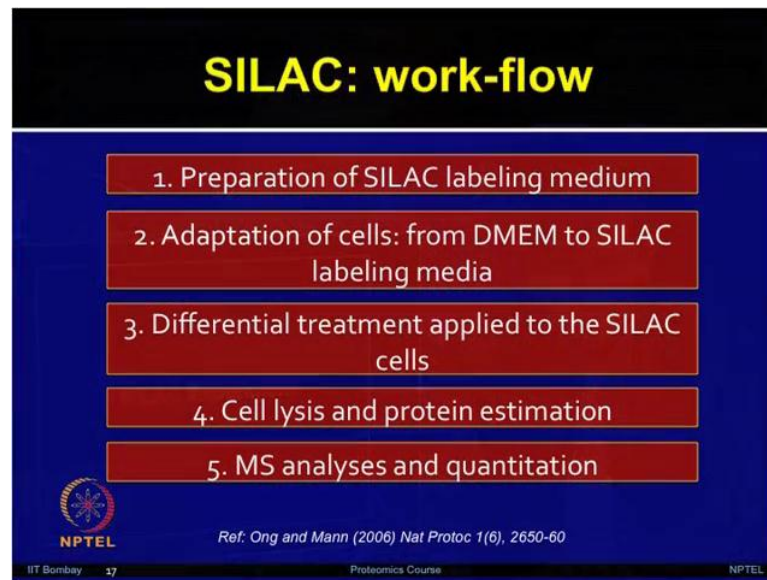 SILAC: work-flow
1. Preparation of SILAC labeling medium
2. Adaptation of cells: from DMEM to SILAC
labeling media
3. Differential treatment applied to the SILAC
cells
4. Cell lysis and protein estimation
5. MS analyses and quantitation
NPTEL
Ref: Ong and Mann (2006) Nat Protoc 1(6), 2650-60
IIT Bombay 17 Proteomics Course NPTEL